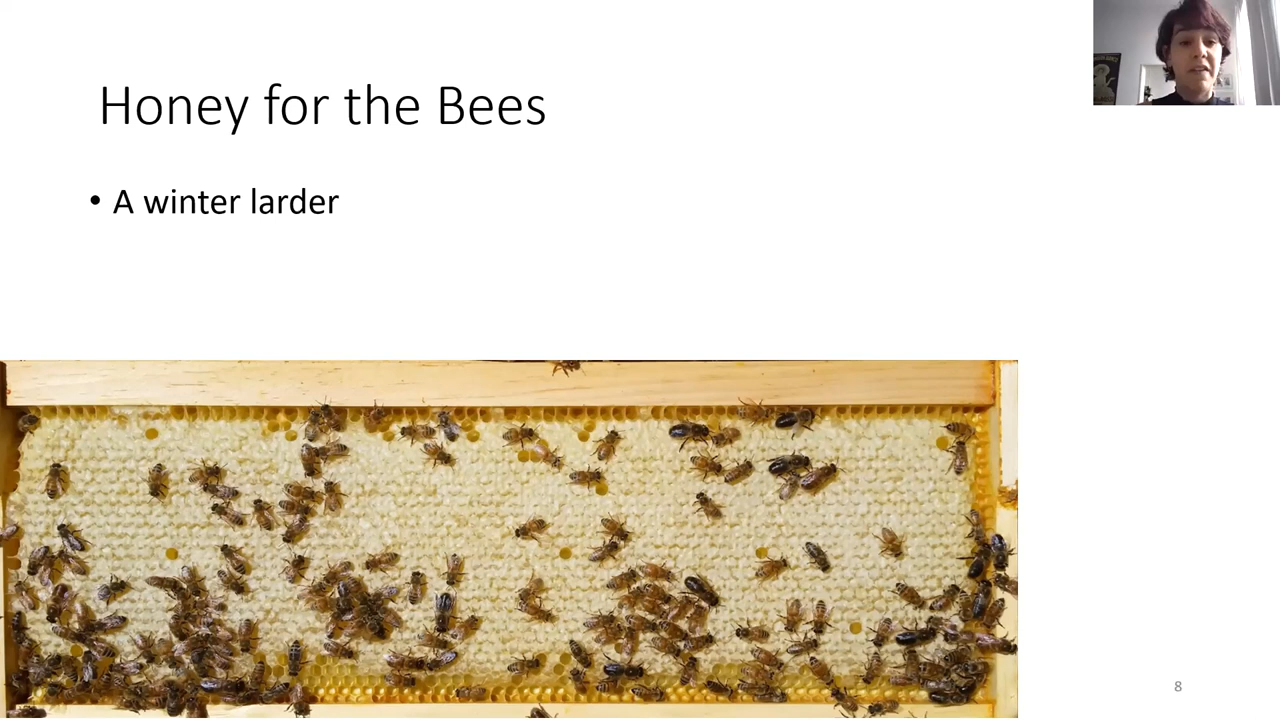 Honey for the Bees
• A winter larder
8